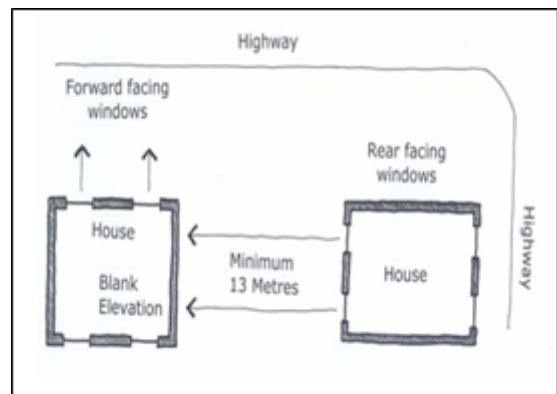 Highway
Forward facing
windows
Rear facing
windows
Highway
House
Minimum
13 Metres
House
Blank
Elevation